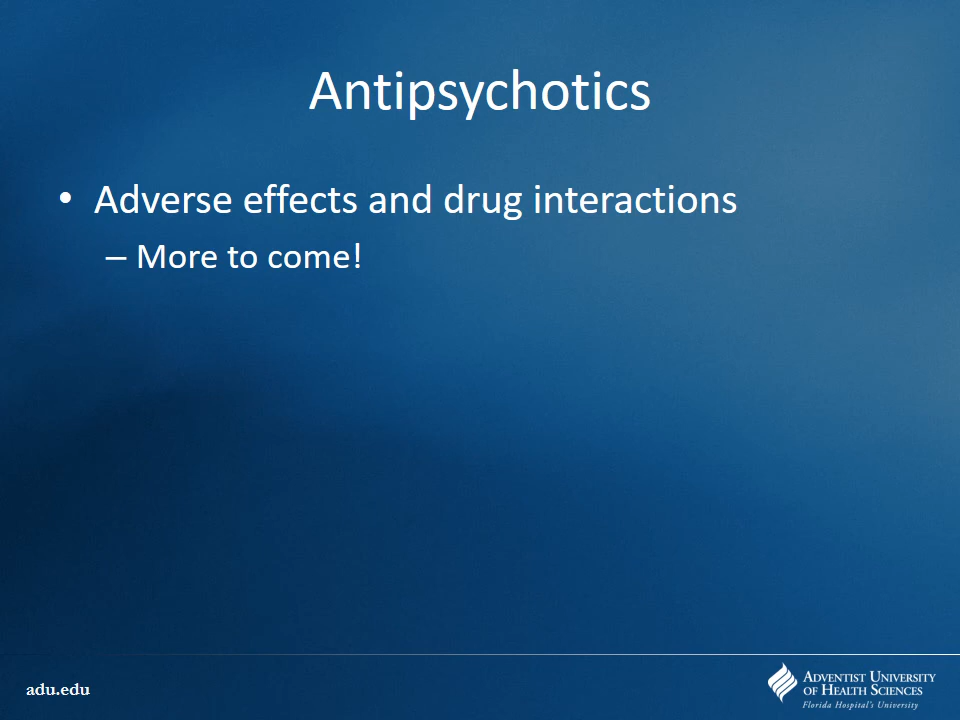 Antipsychotics
• Adverse effects and drug interactions
– More to come!
adu.edu
ADVENTIST UNIVERSITY
OF HEALTH SCIENCES
Florida Hospital's University